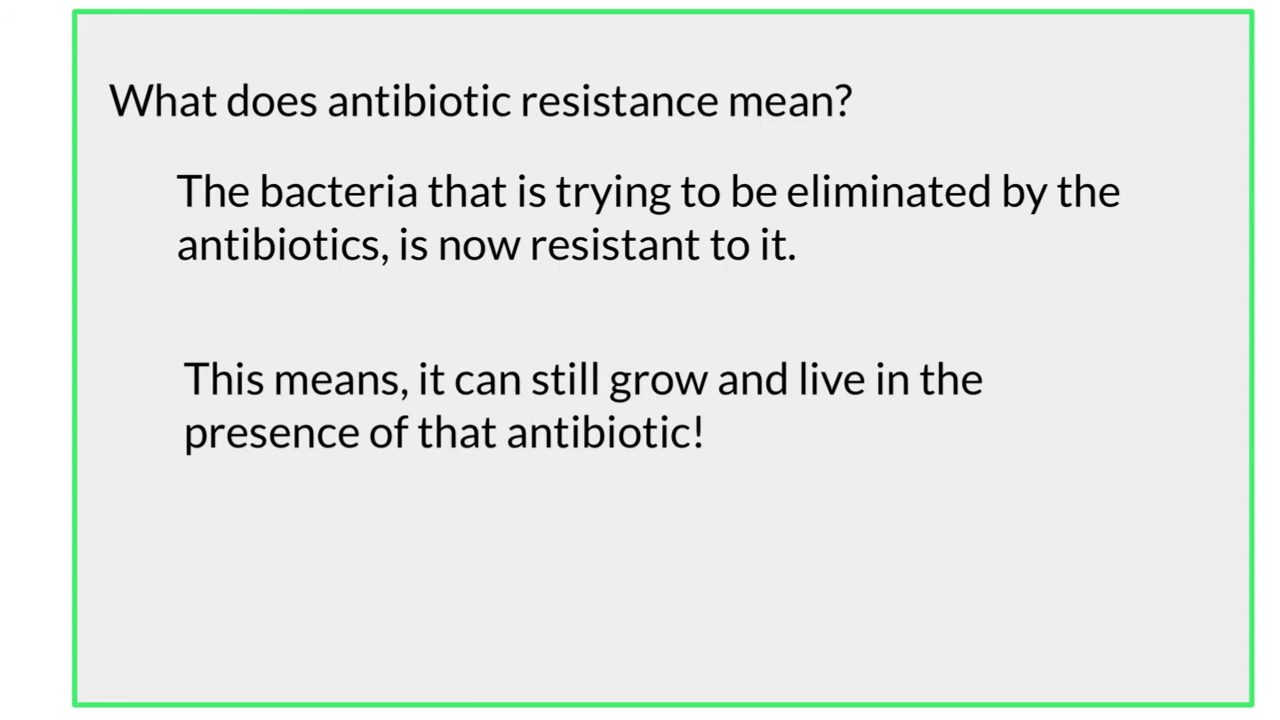 What does antibiotic resistance mean?
The bacteria that is trying to be eliminated by the
antibiotics, is now resistant to it.
This means, it can still grow and live in the
presence of that antibiotic!